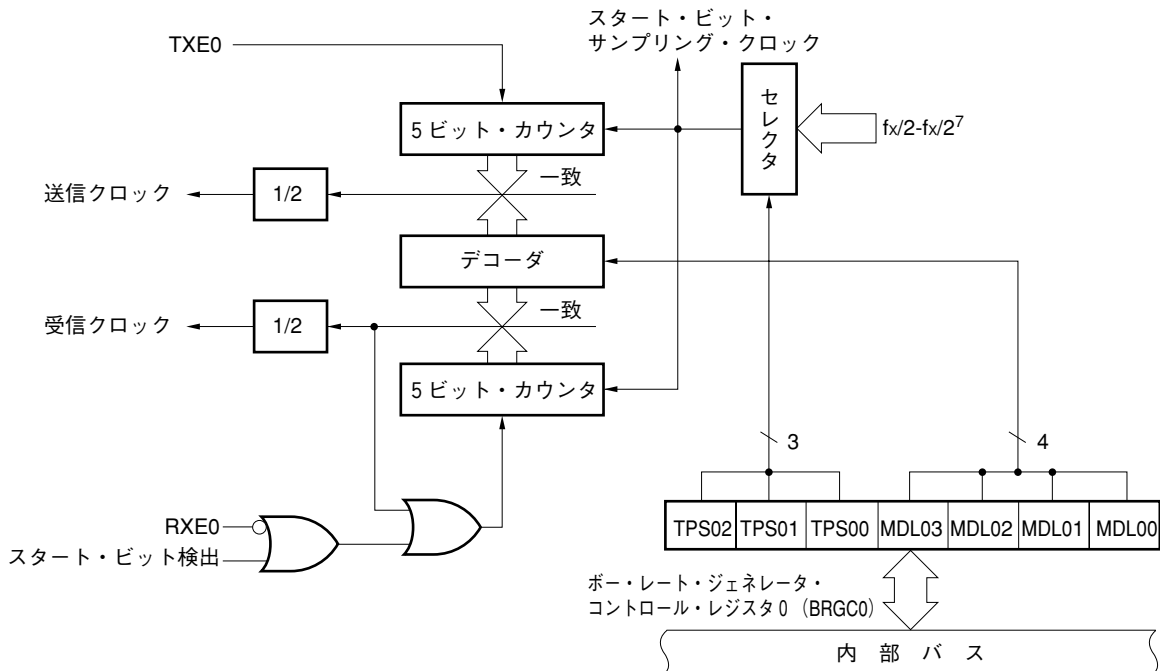 スタート・ビット・
サンプリング・クロック
TXE0
セレクタ
5ビット・カウンタ
fx/2-fx/2⁷
一致
送信クロック
1/2
デコーダ
一致
受信クロック
1/2
5ビット・カウンタ
3
4
RXE0
スタート・ビット検出
TPS02 TPS01 TPS00 MDL03 MDL02 MDL01 MDL00
ボー・レート・ジェネレータ・
コントロール・レジスタ0（BRGC0）
内 部 バ ス